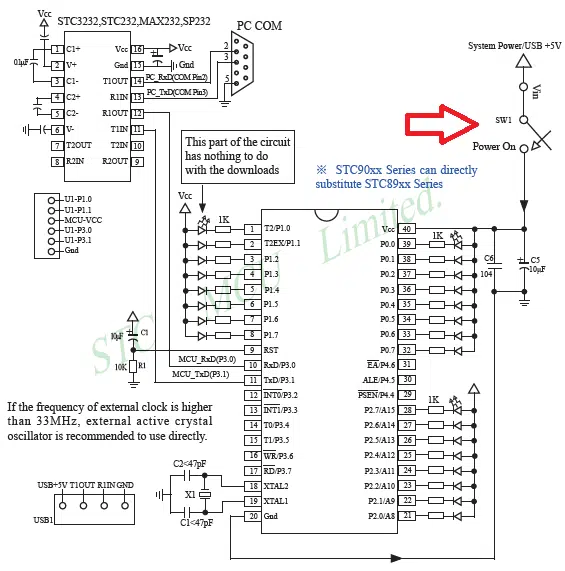 Vcc
STC3232,STC232,MAX232,SP232
PC COM
0.1μF
1 C1+ Vcc 16 Vcc
2 V+ Gnd 15 Gnd
3 C1- T1OUT 14 PC_RxD(COM Pin2)
4 C2+ R1IN 13 PC_TxD(COM Pin3)
5 C2- R1OUT 12
6 V- T1IN 11
7 T2OUT T2IN 10
8 R2IN R2OUT 9
2
3
5
System Power/USB +5V
Vin
SW1
Power On
This part of the circuit
has nothing to do
with the downloads
※ STC90xx Series can directly
substitute STC89xx Series
U1-P1.0
U1-P1.1
MCU-VCC
U1-P3.0
U1-P3.1
Gnd
Vcc
1K
1 T2/P1.0 Vcc 40
2 T2EX/P1.1 P0.0 39
3 P1.2 P0.1 38
4 P1.3 P0.2 37
5 P1.4 P0.3 36
6 P1.5 P0.4 35
7 P1.6 P0.5 34
8 P1.7 P0.6 33
9 RST P0.7 32
10 RxD/P3.0 EA/P4.6 31
11 TxD/P3.1 ALE/P4.5 30
12 INT0/P3.2 PSEN/P4.4 29
13 INT1/P3.3 P2.7/A15 28
14 T0/P3.4 P2.6/A14 27
15 T1/P3.5 P2.5/A13 26
16 WR/P3.6 P2.4/A12 25
17 RD/P3.7 P2.3/A11 24
18 XTAL2 P2.2/A10 23
19 XTAL1 P2.1/A9 22
20 Gnd P2.0/A8 21
1K
C6
104
C5
10μF
1K
10μF
C1
10K
R1
MCU_RxD(P3.0)
MCU_TxD(P3.1)
If the frequency of external clock is higher
than 33MHz, external active crystal
oscillator is recommended to use directly.
C2<47pF
X1
C1<47pF
USB+5V T1OUT R1IN GND
USB1
STC MCU Limited.